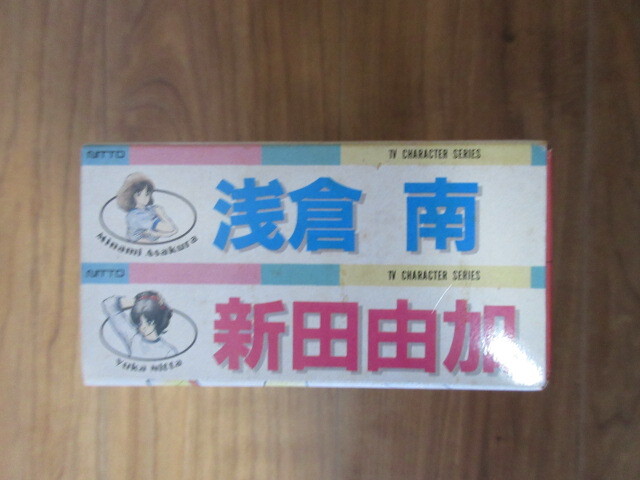 NITTO
TV CHARACTER SERIES
Minami Asakura
浅倉 南
NITTO
TV CHARACTER SERIES
Yuka Nitta
新田由加